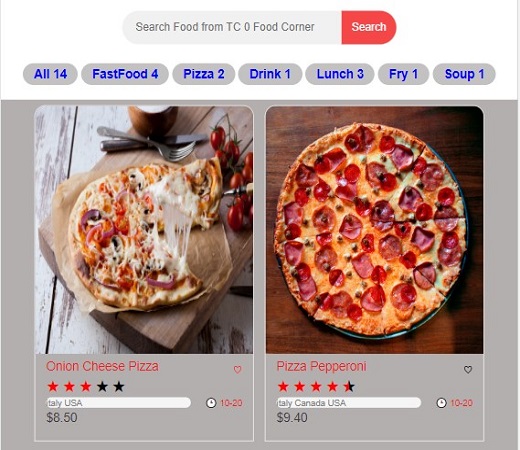 Search Food from TC 0 Food Corner
Search
All 14
FastFood 4
Pizza 2
Drink 1
Lunch 3
Fry 1
Soup 1
Onion Cheese Pizza
taly USA
10-20
$8.50
Pizza Pepperoni
taly Canada USA
10-20
$9.40